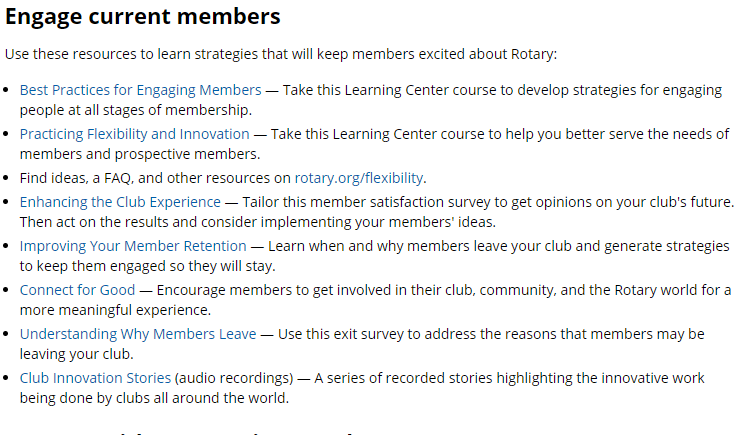 Engage current members
Use these resources to learn strategies that will keep members excited about Rotary:
• Best Practices for Engaging Members — Take this Learning Center course to develop strategies for engaging
people at all stages of membership.
• Practicing Flexibility and Innovation — Take this Learning Center course to help you better serve the needs of
members and prospective members.
• Find ideas, a FAQ, and other resources on rotary.org/flexibility.
• Enhancing the Club Experience — Tailor this member satisfaction survey to get opinions on your club's future.
Then act on the results and consider implementing your members' ideas.
• Improving Your Member Retention — Learn when and why members leave your club and generate strategies
to keep them engaged so they will stay.
• Connect for Good — Encourage members to get involved in their club, community, and the Rotary world for a
more meaningful experience.
• Understanding Why Members Leave — Use this exit survey to address the reasons that members may be
leaving your club.
• Club Innovation Stories (audio recordings) — A series of recorded stories highlighting the innovative work
being done by clubs all around the world.